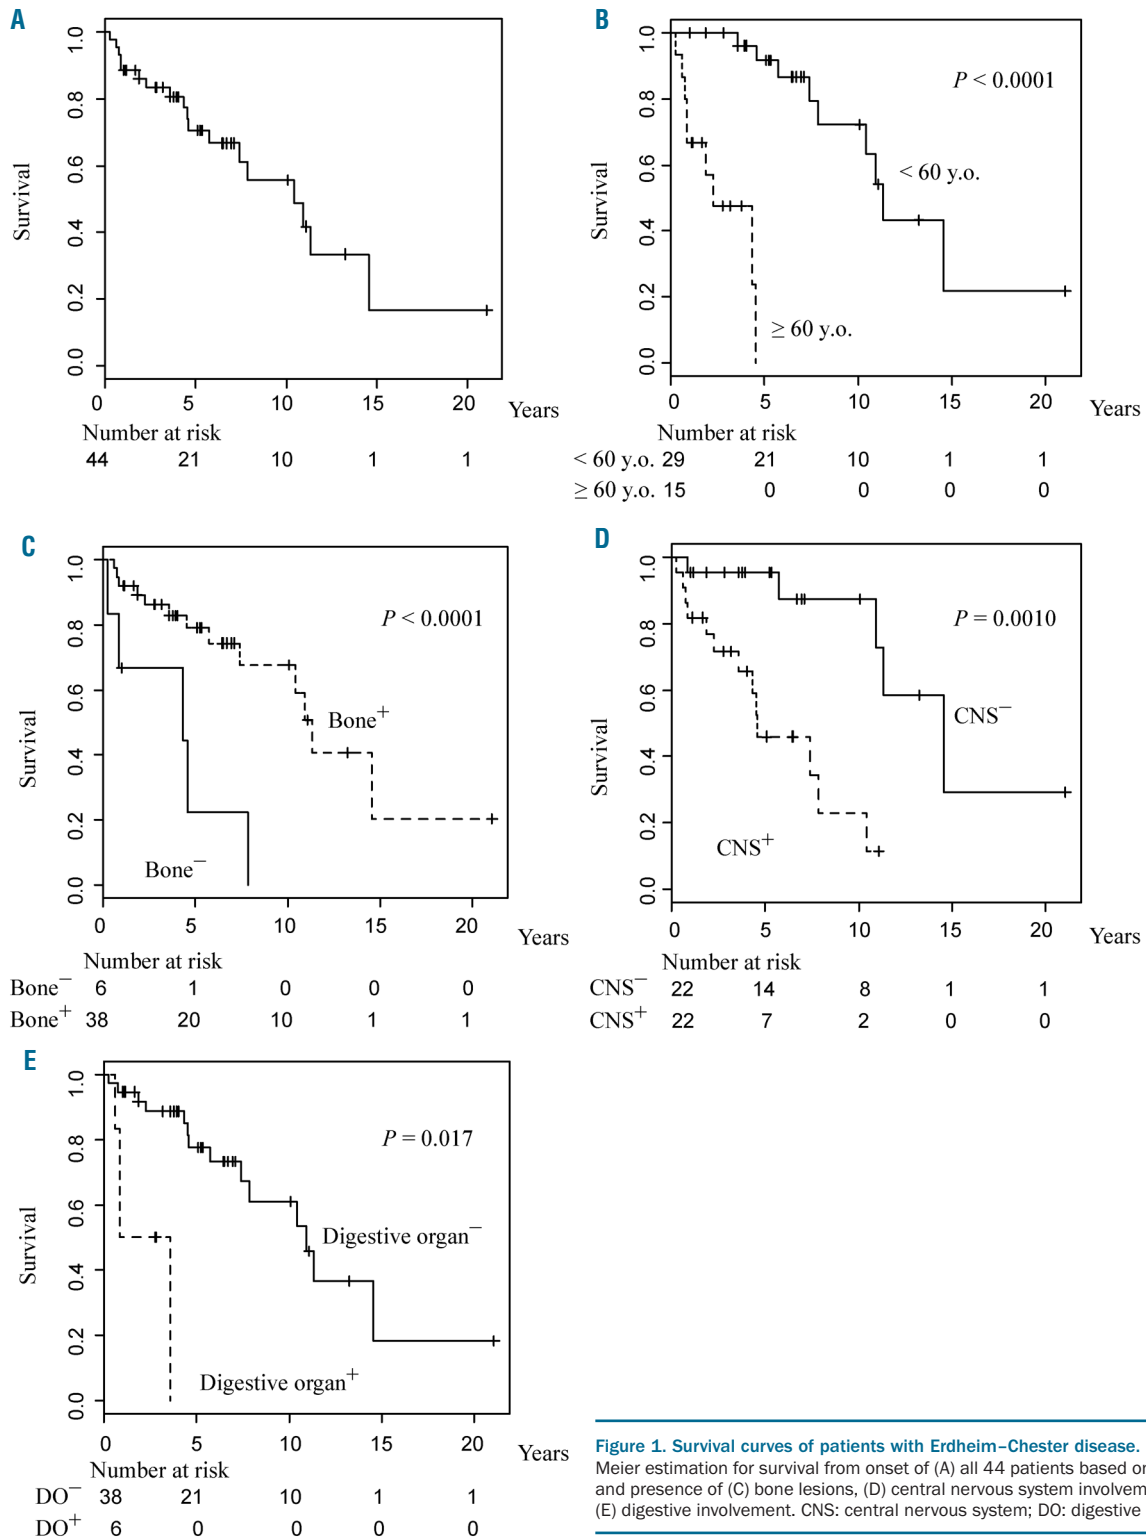 A
1.0
0.8
0.6
0.4
0.2
0.0
Survival
0 5 10 15 20 Years
Number at risk
44 21 10 1 1
B
1.0
0.8
0.6
0.4
0.2
0.0
Survival
P < 0.0001
< 60 y.o.
≥ 60 y.o.
0 5 10 15 20 Years
Number at risk
< 60 y.o. 29 21 10 1 1
≥ 60 y.o. 15 0 0 0 0
C
1.0
0.8
0.6
0.4
0.2
0.0
Survival
P < 0.0001
Bone+
Bone−
0 5 10 15 20 Years
Number at risk
Bone− 6 1 0 0 0
Bone+ 38 20 10 1 1
D
1.0
0.8
0.6
0.4
0.2
0.0
Survival
P = 0.0010
CNS−
CNS+
0 5 10 15 20 Years
Number at risk
CNS− 22 14 8 1 1
CNS+ 22 7 2 0 0
E
1.0
0.8
0.6
0.4
0.2
0.0
Survival
P = 0.017
Digestive organ−
Digestive organ+
0 5 10 15 20 Years
Number at risk
DO− 38 21 10 1 1
DO+ 6 0 0 0 0
Figure 1. Survival curves of patients with Erdheim–Chester disease.
Meier estimation for survival from onset of (A) all 44 patients based
and presence of (C) bone lesions, (D) central nervous system
(E) digestive involvement. CNS: central nervous system; DO: digestive